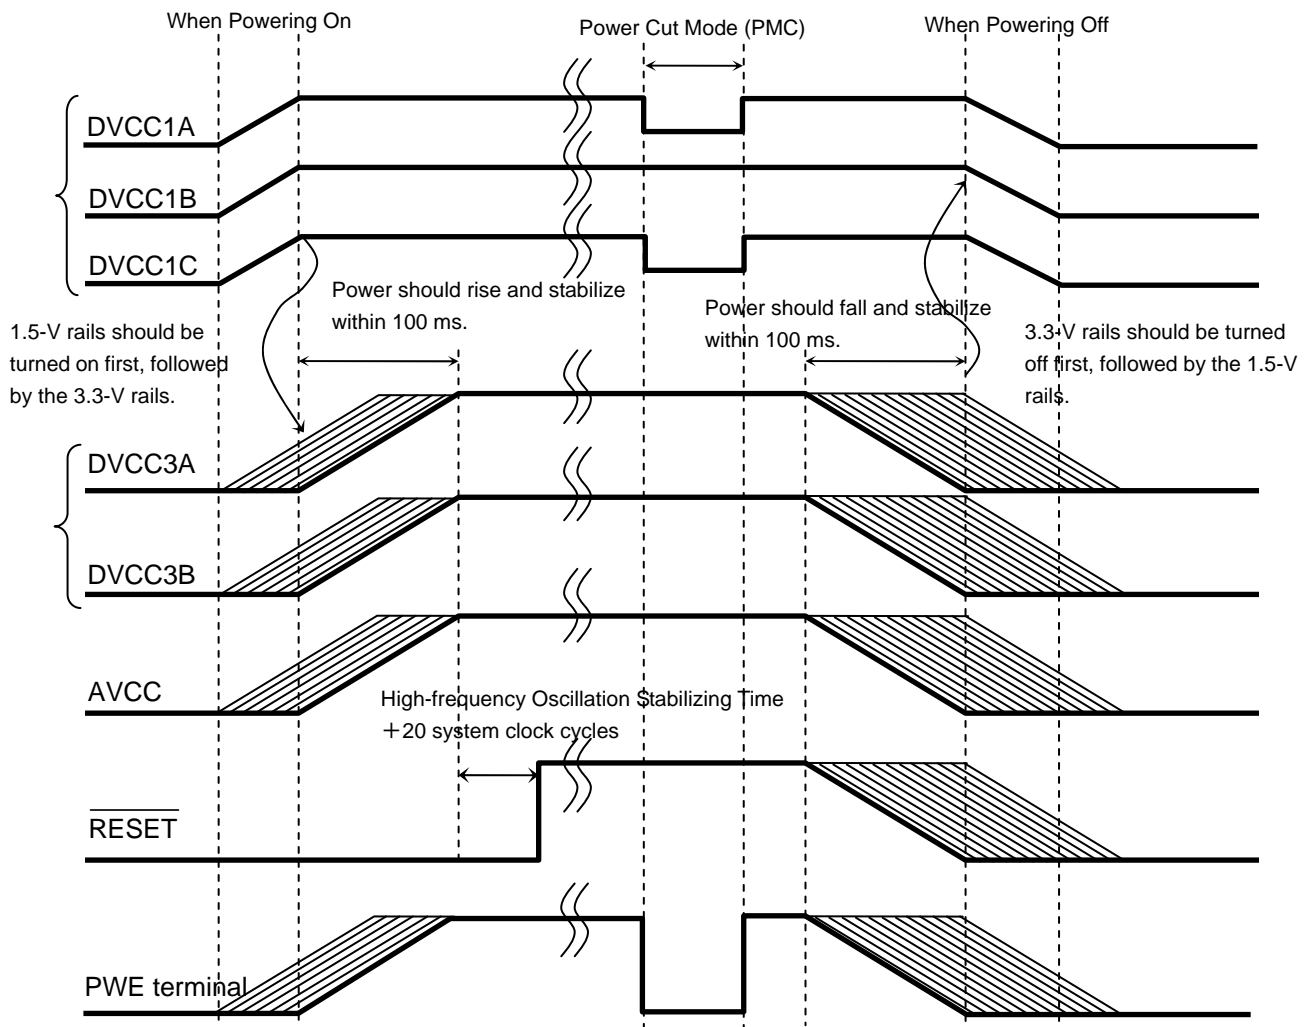 When Powering On
Power Cut Mode (PMC)
When Powering Off
DVCC1A
DVCC1B
DVCC1C
Power should rise and stabilize
within 100 ms.
Power should fall and stabilize
within 100 ms.
1.5-V rails should be
turned on first, followed
by the 3.3-V rails.
3.3-V rails should be turned
off first, followed by the 1.5-V
rails.
DVCC3A
DVCC3B
AVCC
High-frequency Oscillation Stabilizing Time
+20 system clock cycles
RESET
PWE terminal